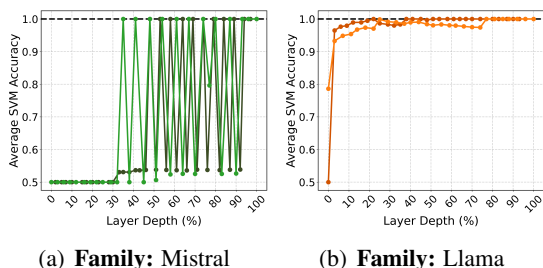 1.0
0.9
0.8
0.7
0.6
0.5
Average SVM Accuracy
0 10 20 30 40 50 60 70 80 90 100
Layer Depth (%)
(a) Family: Mistral
1.0
0.9
0.8
0.7
0.6
0.5
Average SVM Accuracy
0 10 20 30 40 50 60 70 80 90 100
Layer Depth (%)
(b) Family: Llama